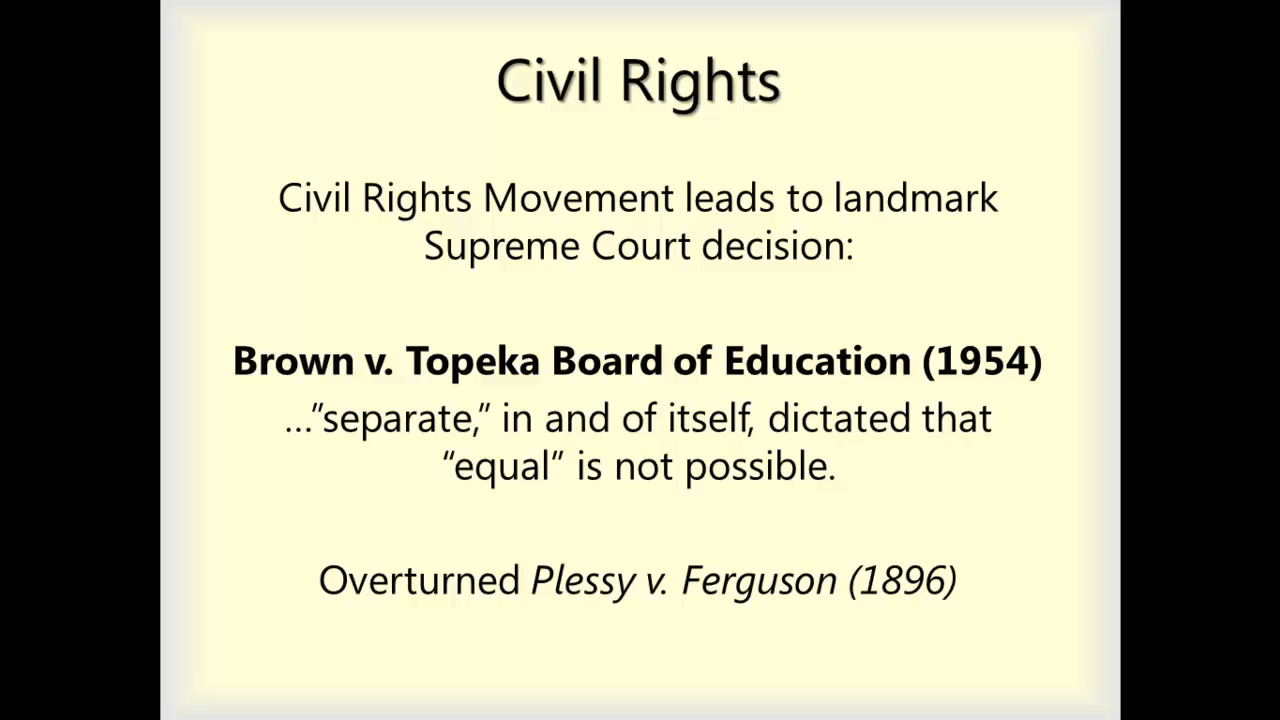 Civil Rights
Civil Rights Movement leads to landmark
Supreme Court decision:
Brown v. Topeka Board of Education (1954)
…”separate,” in and of itself, dictated that
“equal” is not possible.
Overturned Plessy v. Ferguson (1896)